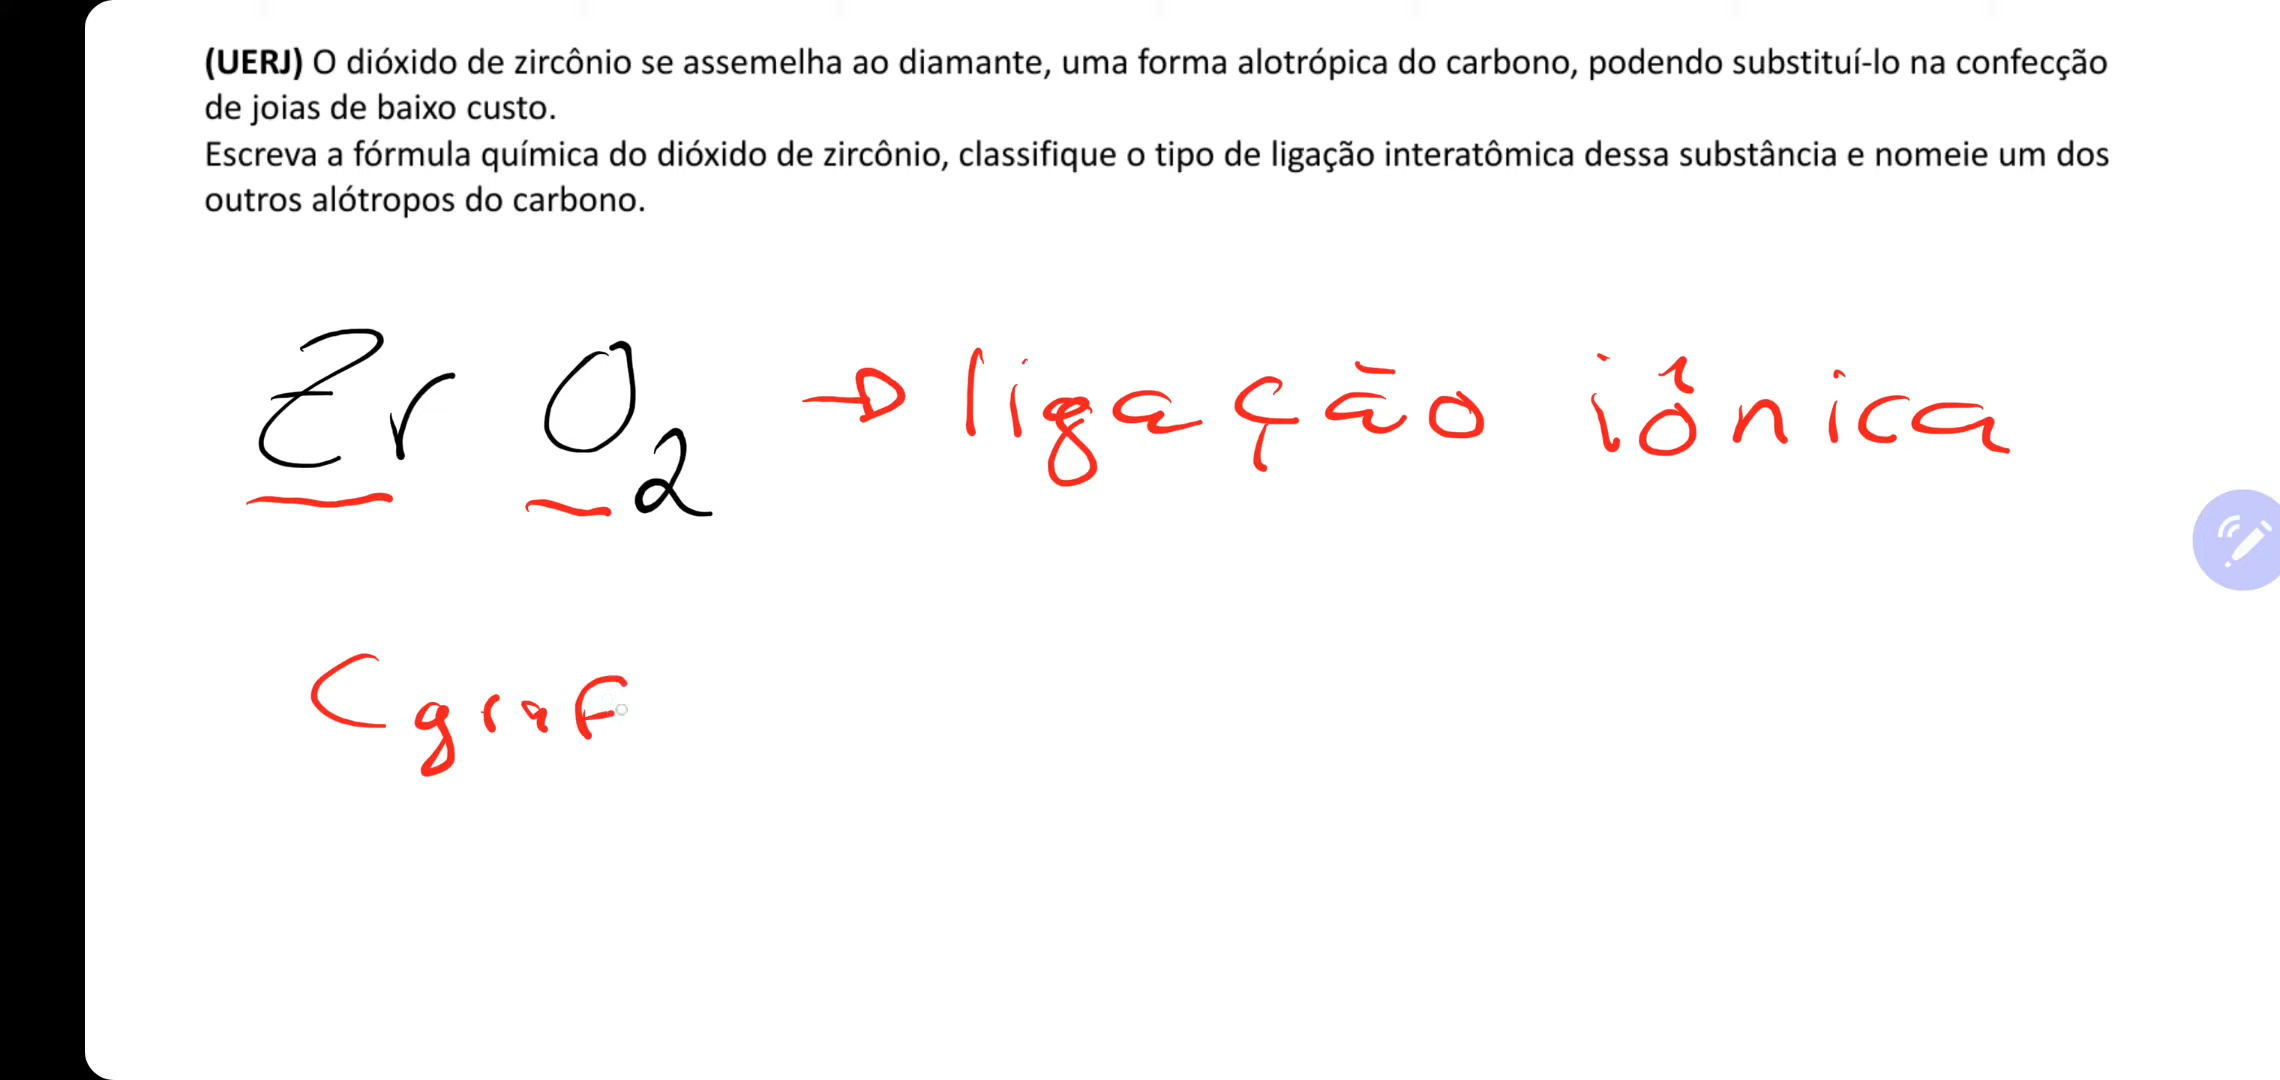 (UERJ) O dióxido de zircônio se assemelha ao diamante, uma forma alotrópica do carbono, podendo substituí-lo na confecção
de joias de baixo custo.
Escreva a fórmula química do dióxido de zircônio, classifique o tipo de ligação interatômica dessa substância e nomeie um dos
outros alótropos do carbono.
Zr O₂ → ligação iônica
C graf